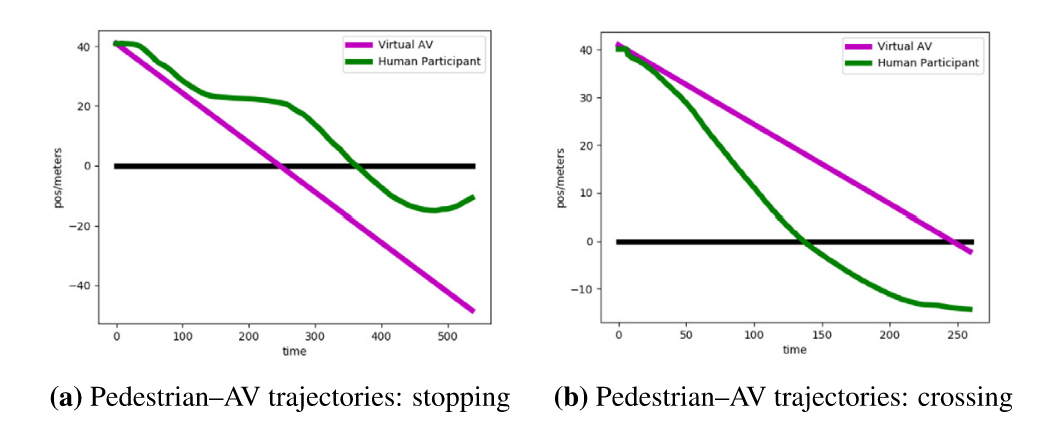 Virtual AV
Human Participant
40
20
0
−20
−40
pos/meters
0 100 200 300 400 500
time
(a) Pedestrian–AV trajectories: stopping
Virtual AV
Human Participant
40
30
20
10
0
−10
pos/meters
0 50 100 150 200 250
time
(b) Pedestrian–AV trajectories: crossing